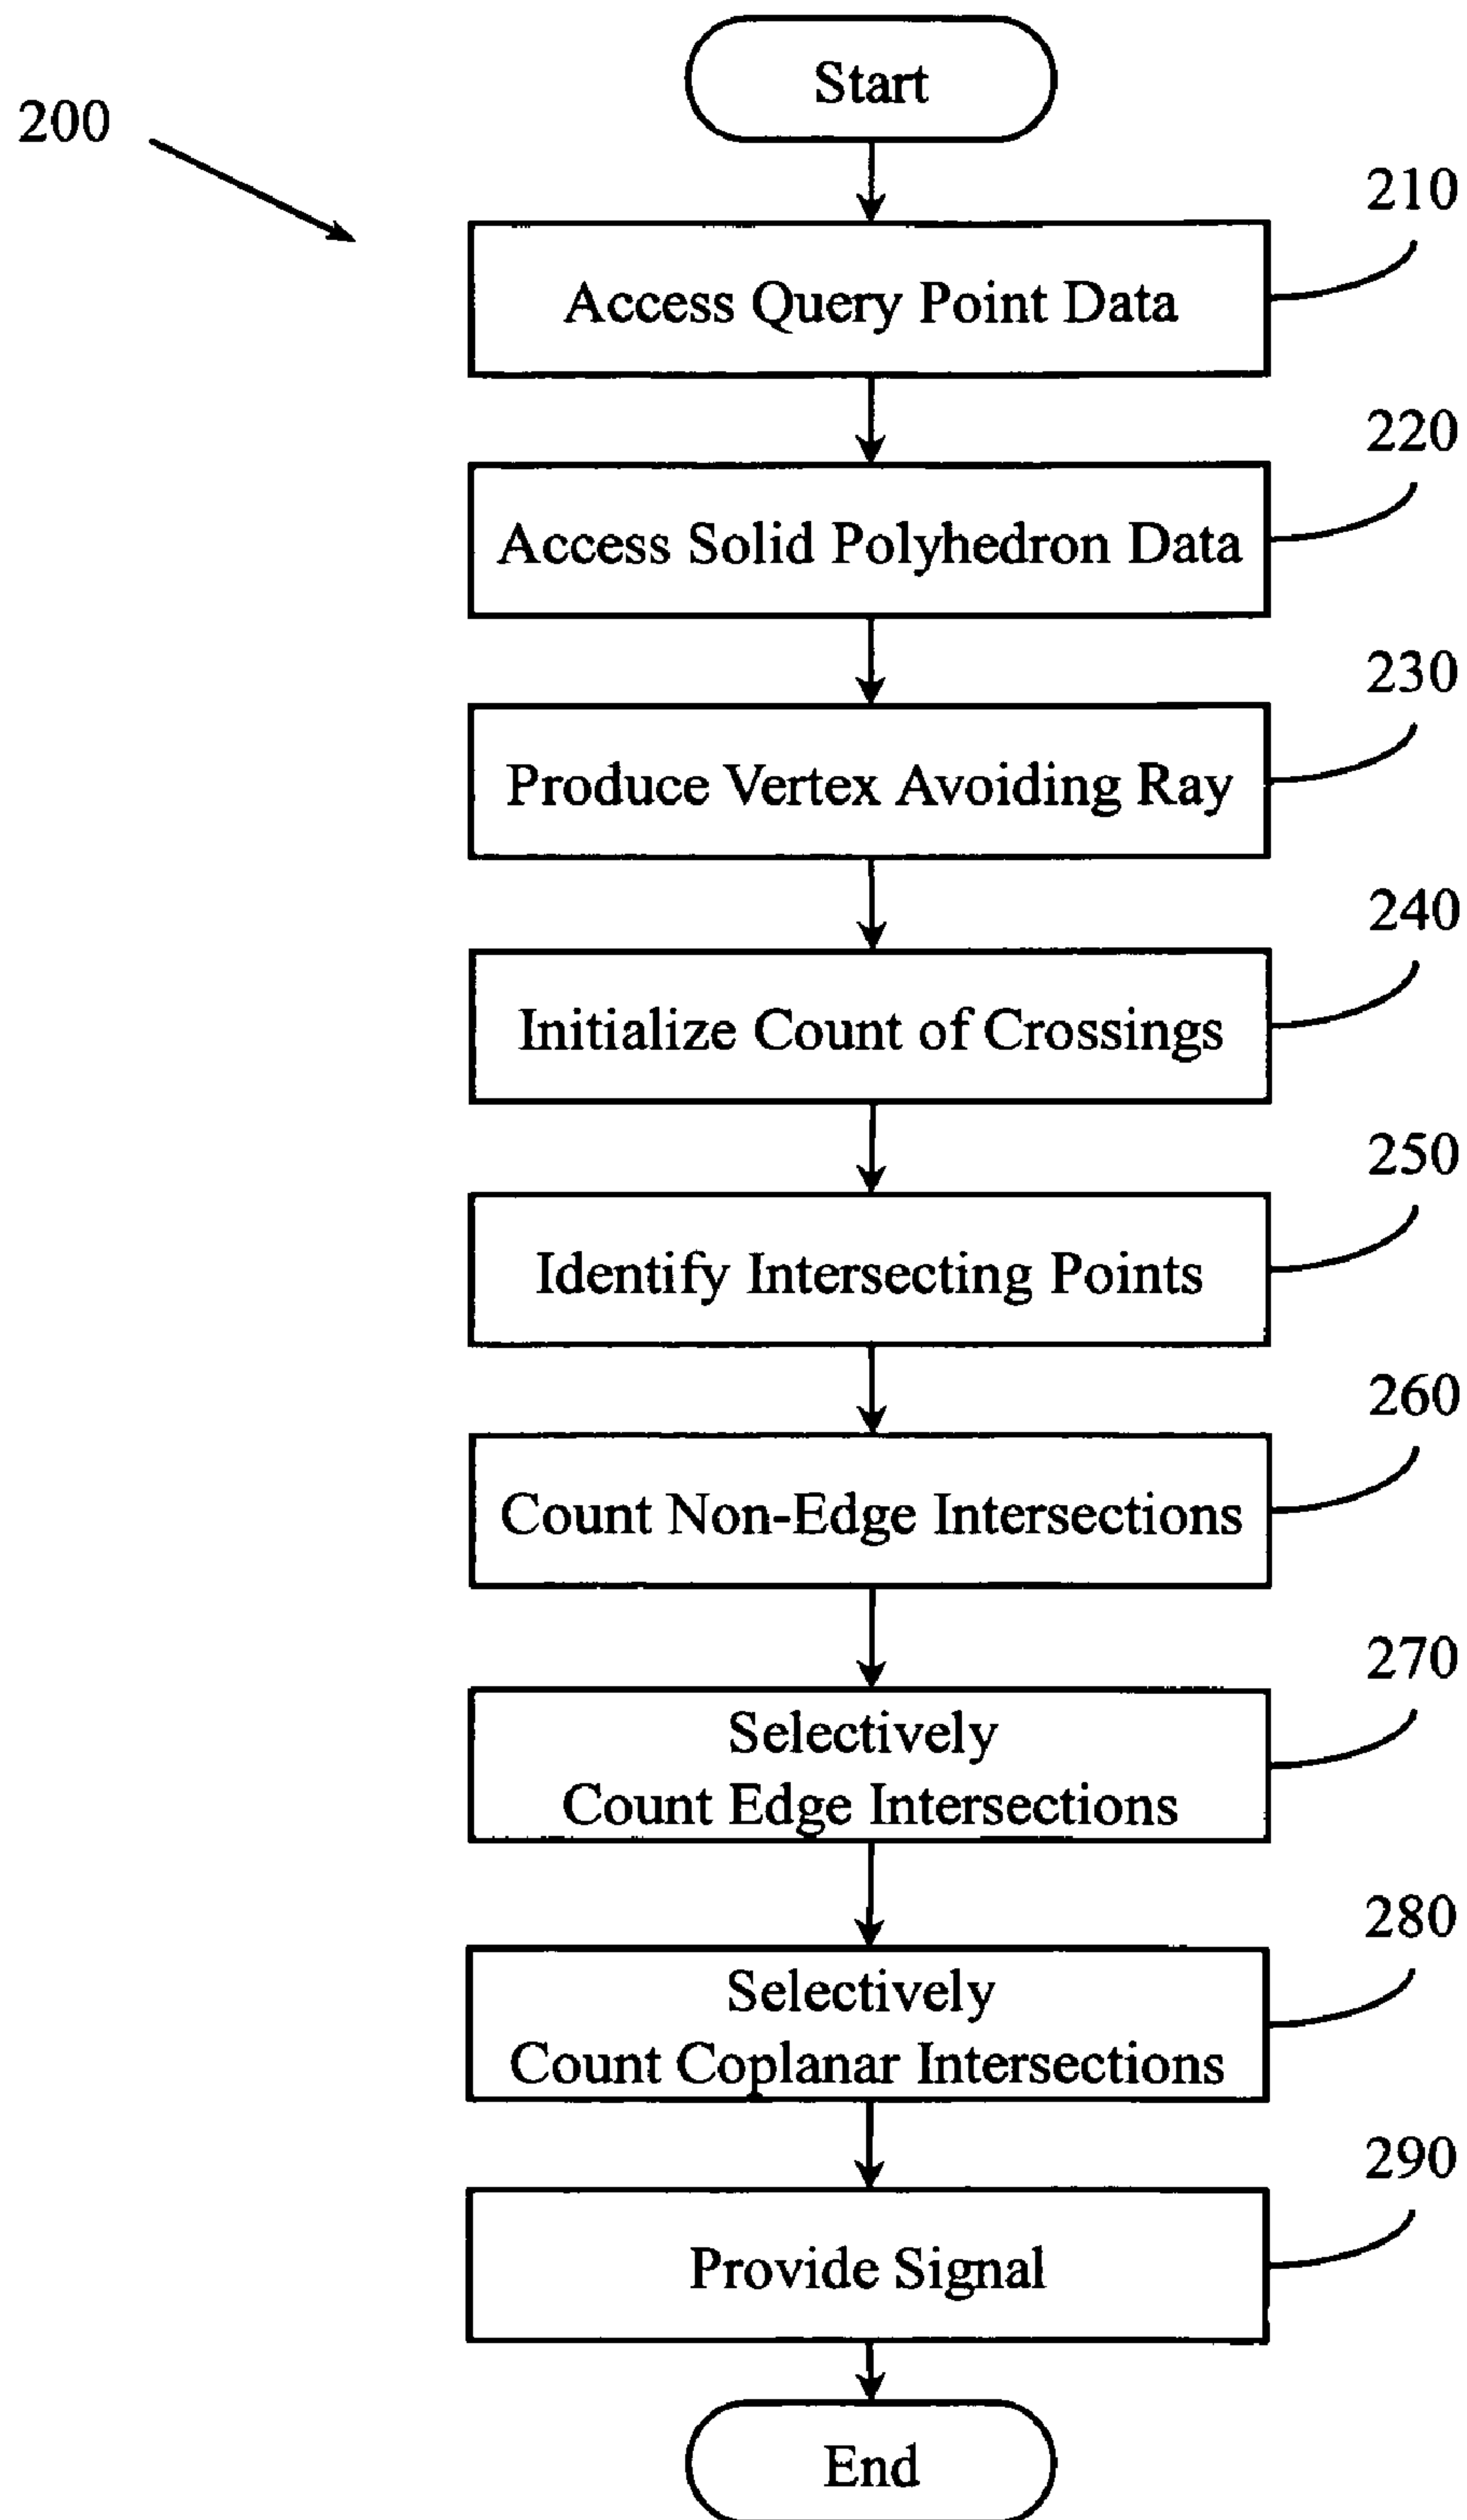 Start
200
210
Access Query Point Data
220
Access Solid Polyhedron Data
230
Produce Vertex Avoiding Ray
240
Initialize Count of Crossings
250
Identify Intersecting Points
260
Count Non-Edge Intersections
270
Selectively
Count Edge Intersections
280
Selectively
Count Coplanar Intersections
290
Provide Signal
End